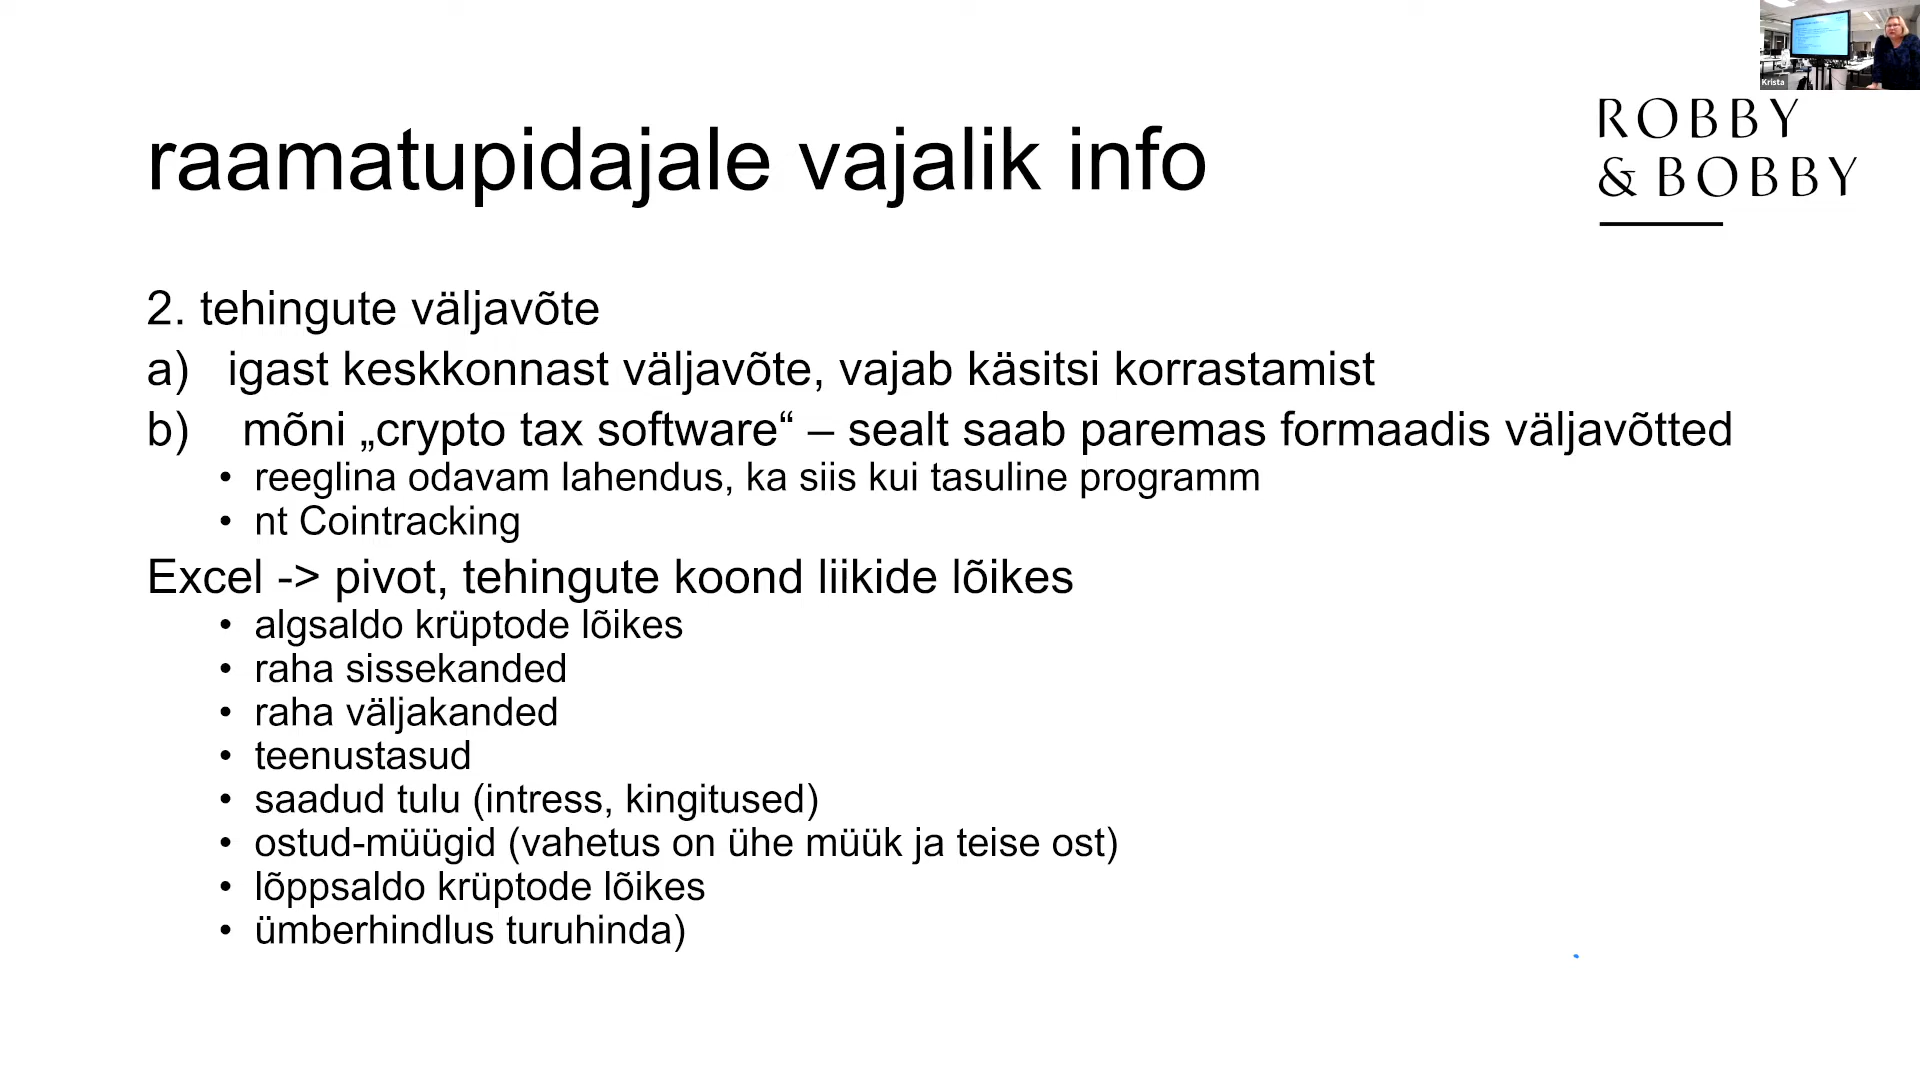 Krista
ROBBY
& BOBBY
raamatupidajale vajalik info
2. tehingute väljavõte
a) igast keskkonnast väljavõte, vajab käsitsi korrastamist
b) mõni „crypto tax software“ – sealt saab paremas formaadis väljavõtted
• reeglina odavam lahendus, ka siis kui tasuline programm
• nt Cointracking
Excel -> pivot, tehingute koond liikide lõikes
• algsaldo krüptode lõikes
• raha sissekanded
• raha väljakanded
• teenustasud
• saadud tulu (intress, kingitused)
• ostud-müügid (vahetus on ühe müük ja teise ost)
• lõppsaldo krüptode lõikes
• ümberhindlus turuhinda)